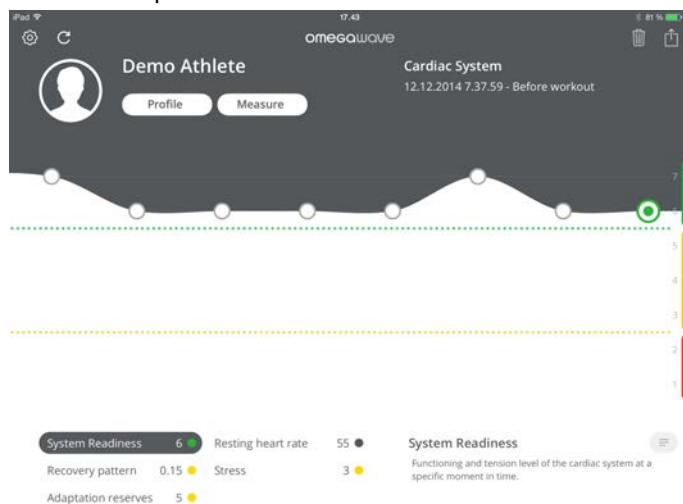 iPad 17.43 81 %
omegawave
Demo Athlete
Profile Measure
Cardiac System
12.12.2014 7.37.59 - Before workout
7
6
5
4
3
2
1
System Readiness 6
Resting heart rate 55
Recovery pattern 0.15
Stress 3
Adaptation reserves 5
System Readiness
Functioning and tension level of the cardiac system at a
specific moment in time.